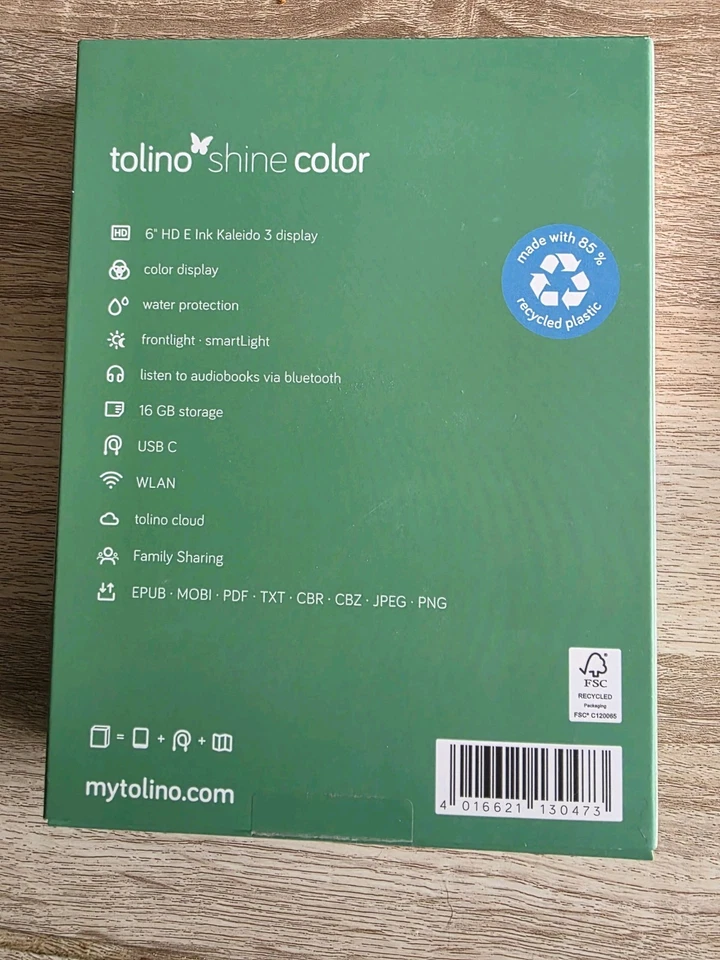 tolino shine color
6" HD E Ink Kaleido 3 display
color display
water protection
frontlight · smartLight
listen to audiobooks via bluetooth
16 GB storage
USB C
WLAN
tolino cloud
Family Sharing
EPUB · MOBI · PDF · TXT · CBR · CBZ · JPEG · PNG
HD
made with 85 %
recycled plastic
FSC
RECYCLED
Packaging
FSC® C120065
= + +
mytolino.com
4 016621 130473